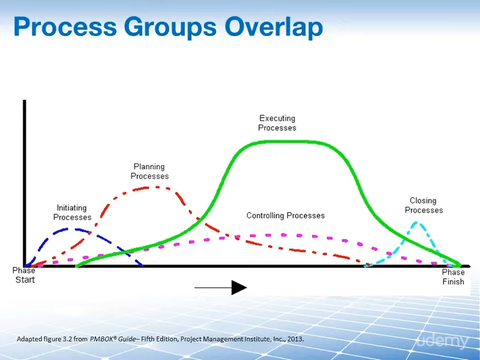 Process Groups Overlap
Executing
Processes
Planning
Processes
Initiating
Processes
Controlling Processes
Closing
Processes
Phase
Start
Phase
Finish
Adapted figure 3.2 from PMBOK® Guide– Fifth Edition, Project Management Institute, Inc., 2013.
udemy